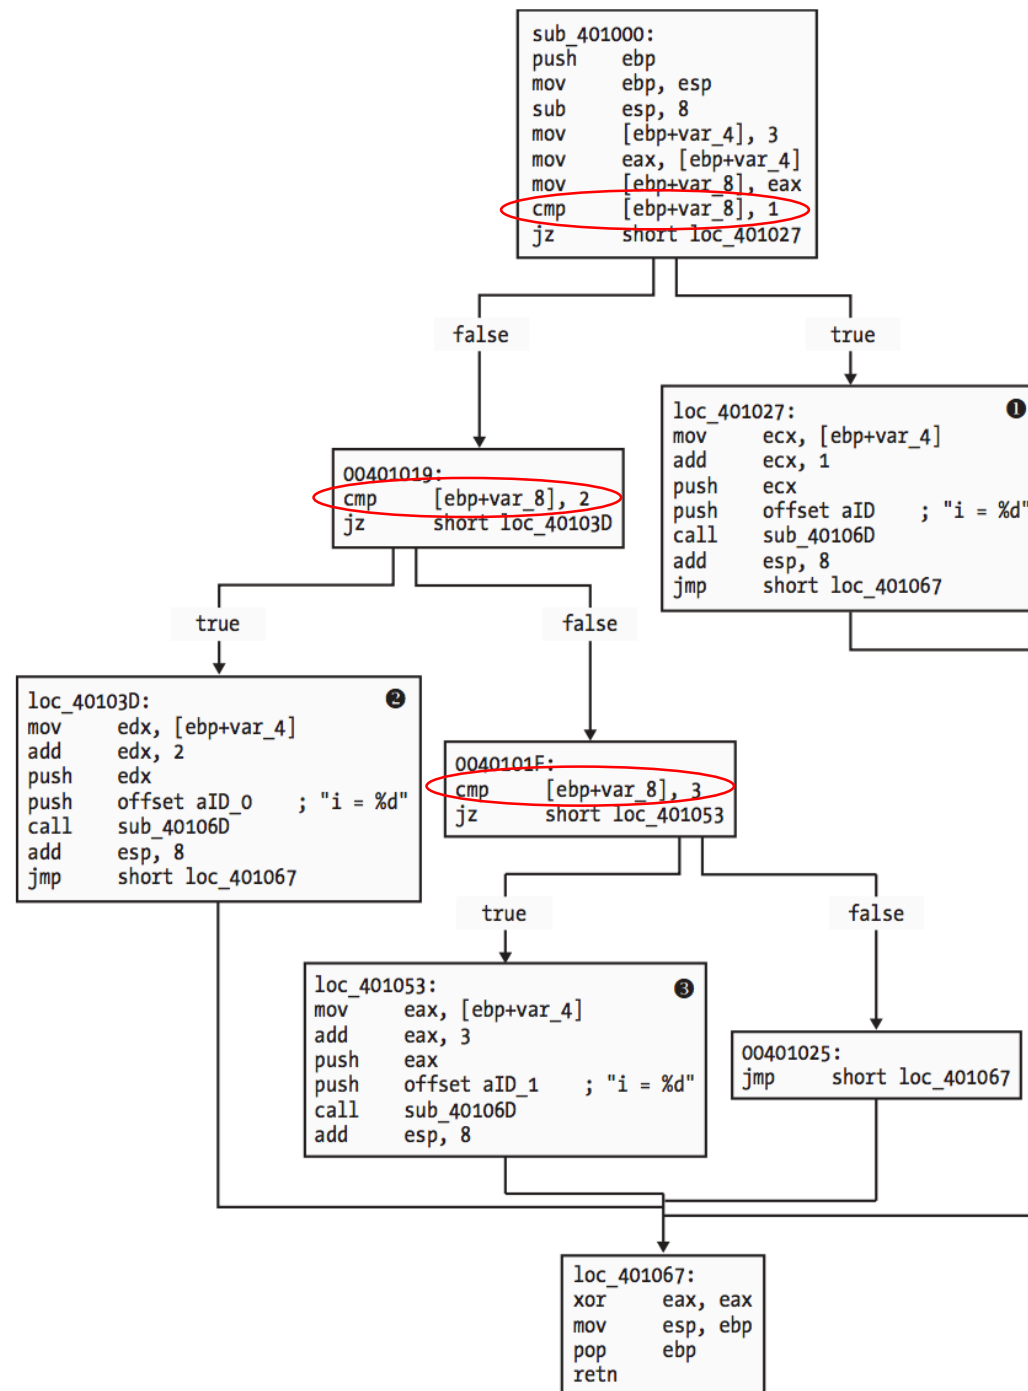 sub_401000:
push ebp
mov ebp, esp
sub esp, 8
mov [ebp+var_4], 3
mov eax, [ebp+var_4]
mov [ebp+var_8], eax
cmp [ebp+var_8], 1
jz short loc_401027
false
true
loc_401027: ❶
mov ecx, [ebp+var_4]
add ecx, 1
push ecx
push offset aID ; "i = %d"
call sub_40106D
add esp, 8
jmp short loc_401067
00401019:
cmp [ebp+var_8], 2
jz short loc_40103D
true
false
loc_40103D: ❷
mov edx, [ebp+var_4]
add edx, 2
push edx
push offset aID_0 ; "i = %d"
call sub_40106D
add esp, 8
jmp short loc_401067
0040101F:
cmp [ebp+var_8], 3
jz short loc_401053
true
false
loc_401053: ❸
mov eax, [ebp+var_4]
add eax, 3
push eax
push offset aID_1 ; "i = %d"
call sub_40106D
add esp, 8
00401025:
jmp short loc_401067
loc_401067:
xor eax, eax
mov esp, ebp
pop ebp
retn